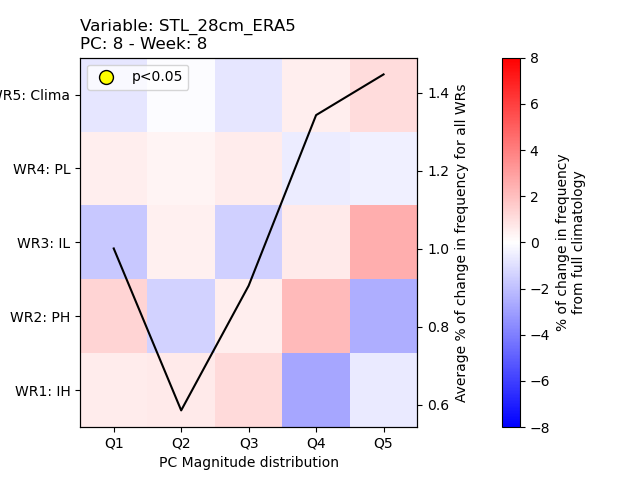 Variable: STL_28cm_ERA5
PC: 8 - Week: 8
p<0.05
WR5: Clima
WR4: PL
WR3: IL
WR2: PH
WR1: IH
Q1 Q2 Q3 Q4 Q5
PC Magnitude distribution
1.4
1.2
1.0
0.8
0.6
Average % of change in frequency for all WRs
8
6
4
2
0
−2
−4
−6
−8
% of change in frequency
from full climatology